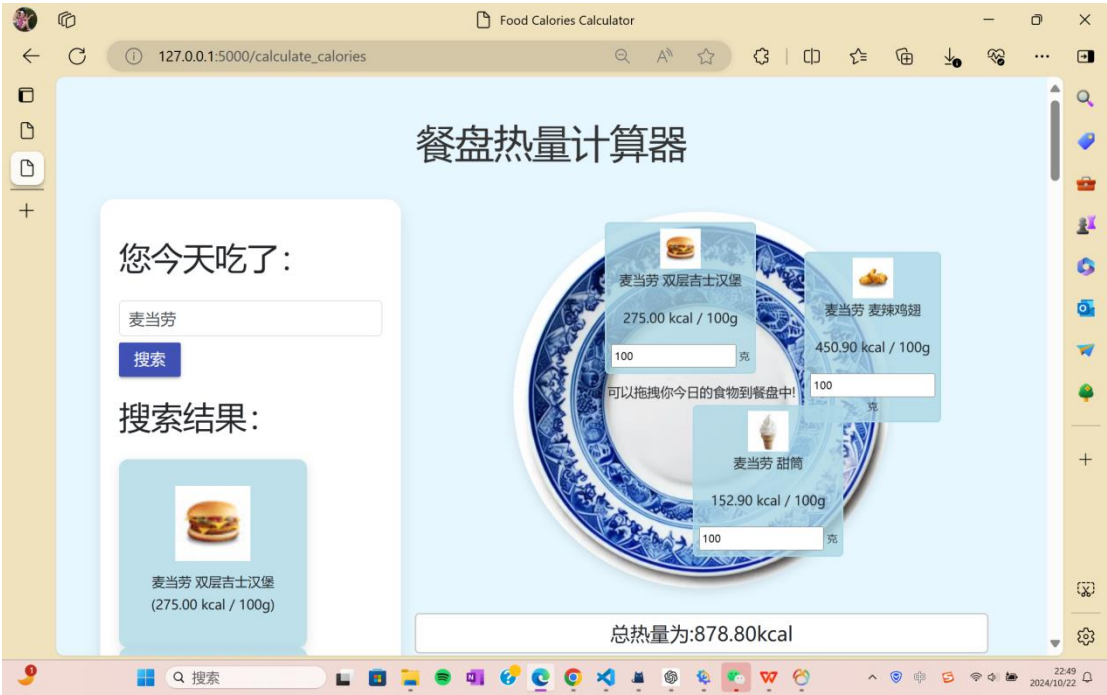 Food Calories Calculator
127.0.0.1:5000/calculate_calories
餐盘热量计算器
您今天吃了：
麦当劳
搜索
搜索结果：
麦当劳 双层吉士汉堡
(275.00 kcal / 100g)
麦当劳 双层吉士汉堡
275.00 kcal / 100g
100 克
麦当劳 麦辣鸡翅
450.90 kcal / 100g
100
克
可以拖拽你今日的食物到餐盘中!
麦当劳 甜筒
152.90 kcal / 100g
100 克
总热量为:878.80kcal
搜索
中
22:49
2024/10/22